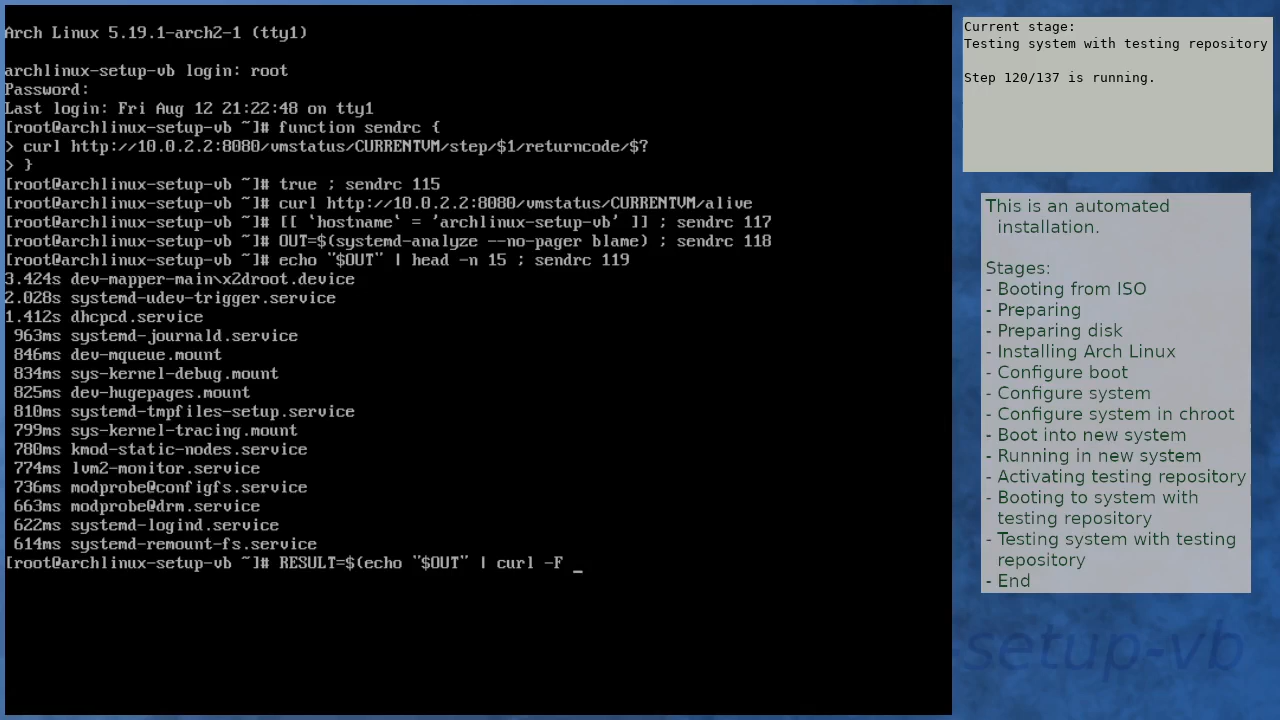 Arch Linux 5.19.1-arch2-1 (tty1)
archlinux-setup-vb login: root
Password:
Last login: Fri Aug 12 21:22:48 on tty1
[root@archlinux-setup-vb ~]# function sendrc {
> curl http://10.0.2.2:8080/vmstatus/CURRENTVM/step/$1/returncode/$?
> }
[root@archlinux-setup-vb ~]# true ; sendrc 115
[root@archlinux-setup-vb ~]# curl http://10.0.2.2:8080/vmstatus/CURRENTVM/alive
[root@archlinux-setup-vb ~]# [[ `hostname` = 'archlinux-setup-vb' ]] ; sendrc 117
[root@archlinux-setup-vb ~]# OUT=$(systemd-analyze --no-pager blame) ; sendrc 118
[root@archlinux-setup-vb ~]# echo "$OUT" | head -n 15 ; sendrc 119
3.424s dev-mapper-main\x2droot.device
2.028s systemd-udev-trigger.service
1.412s dhcpcd.service
963ms systemd-journald.service
846ms dev-mqueue.mount
834ms sys-kernel-debug.mount
825ms dev-hugepages.mount
810ms systemd-tmpfiles-setup.service
799ms sys-kernel-tracing.mount
780ms kmod-static-nodes.service
774ms lvm2-monitor.service
736ms modprobe@configfs.service
663ms modprobe@drm.service
622ms systemd-logind.service
614ms systemd-remount-fs.service
[root@archlinux-setup-vb ~]# RESULT=$(echo "$OUT" | curl -F _
Current stage:
Testing system with testing repository
Step 120/137 is running.
This is an automated
installation.
Stages:
- Booting from ISO
- Preparing
- Preparing disk
- Installing Arch Linux
- Configure boot
- Configure system
- Configure system in chroot
- Boot into new system
- Running in new system
- Activating testing repository
- Booting to system with
testing repository
- Testing system with testing
repository
- End
setup-vb